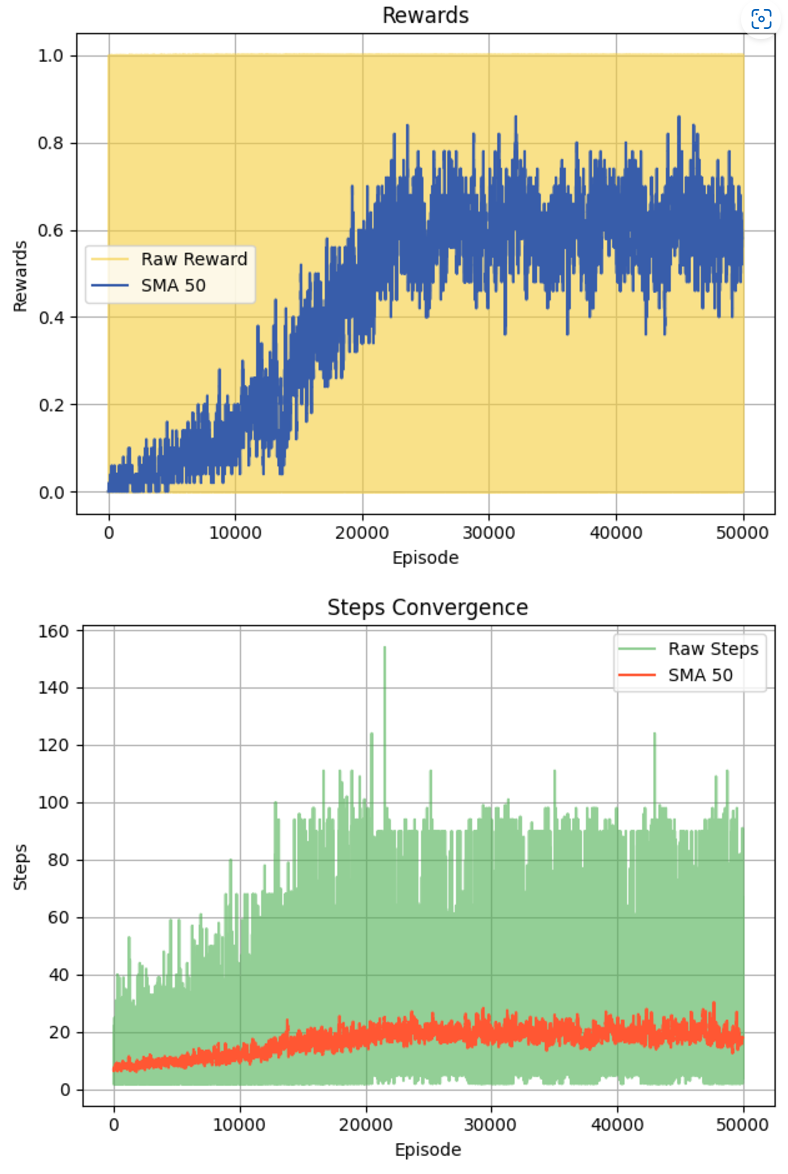 Rewards
1.0
0.8
0.6
0.4
0.2
0.0
Rewards
Raw Reward
SMA 50
0 10000 20000 30000 40000 50000
Episode
Steps Convergence
160
140
120
100
80
60
40
20
0
Steps
Raw Steps
SMA 50
0 10000 20000 30000 40000 50000
Episode